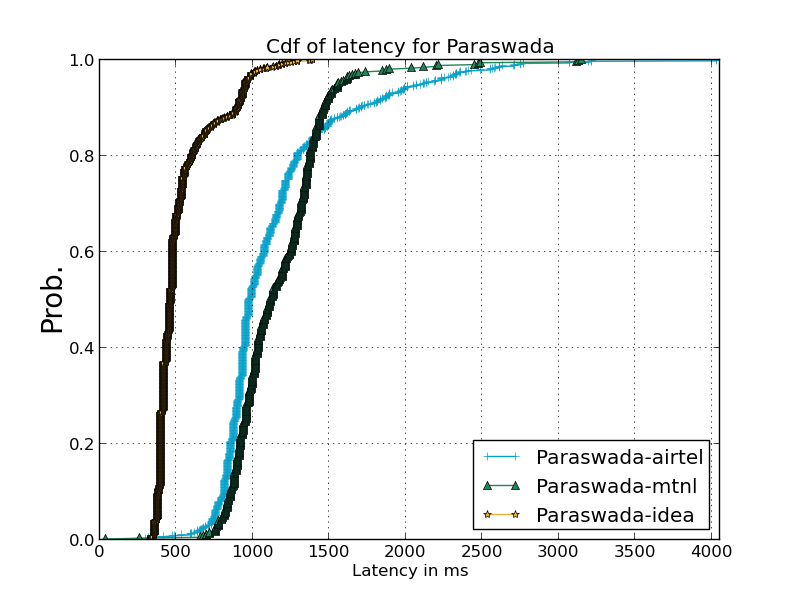 Cdf of latency for Paraswada
Prob.
1.0
0.8
0.6
0.4
0.2
0.0
Paraswada-airtel
Paraswada-mtnl
Paraswada-idea
0 500 1000 1500 2000 2500 3000 3500 4000
Latency in ms